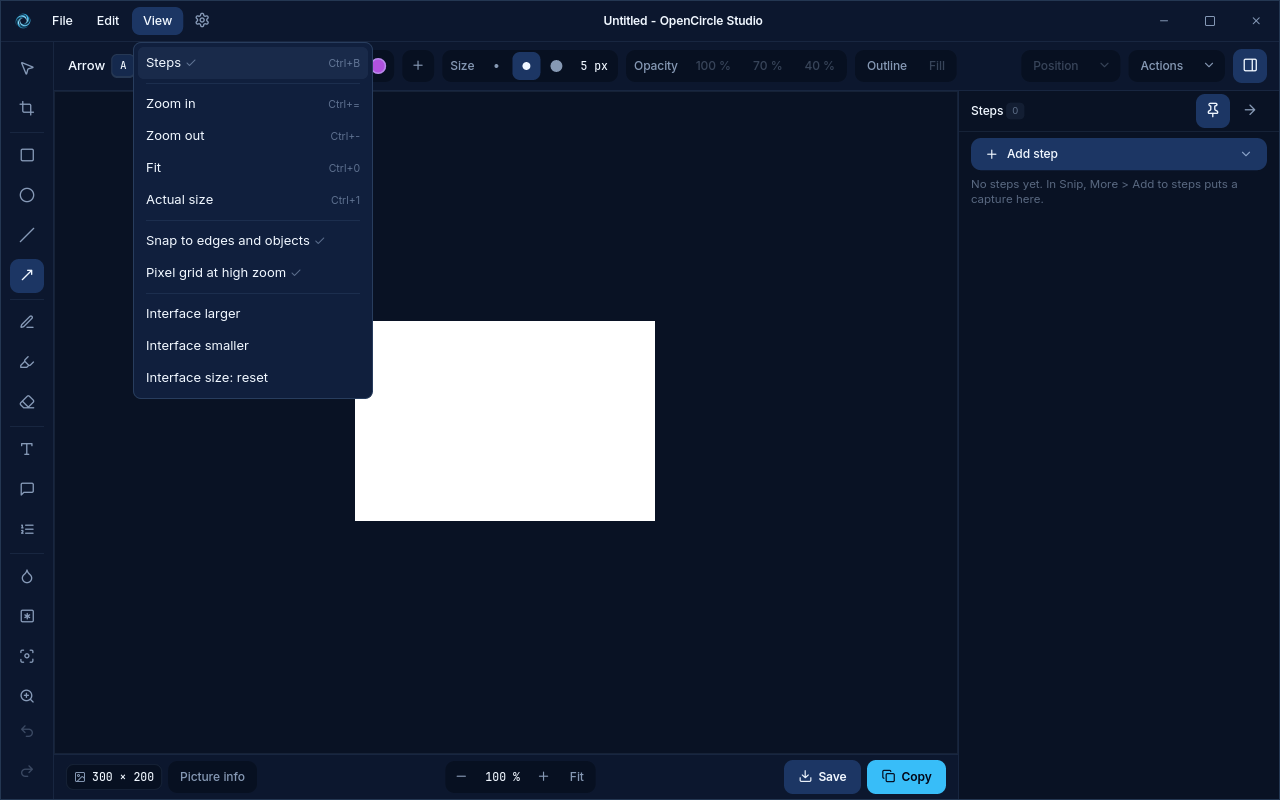 File Edit View
Untitled - OpenCircle Studio
Arrow A
Size 5 px
Opacity 100 % 70 % 40 %
Outline Fill
Position
Actions
Steps Ctrl+B
Zoom in Ctrl+=
Zoom out Ctrl+-
Fit Ctrl+0
Actual size Ctrl+1
Snap to edges and objects
Pixel grid at high zoom
Interface larger
Interface smaller
Interface size: reset
Steps 0
Add step
No steps yet. In Snip, More > Add to steps puts a
capture here.
300 × 200
Picture info
100 %
Fit
Save
Copy